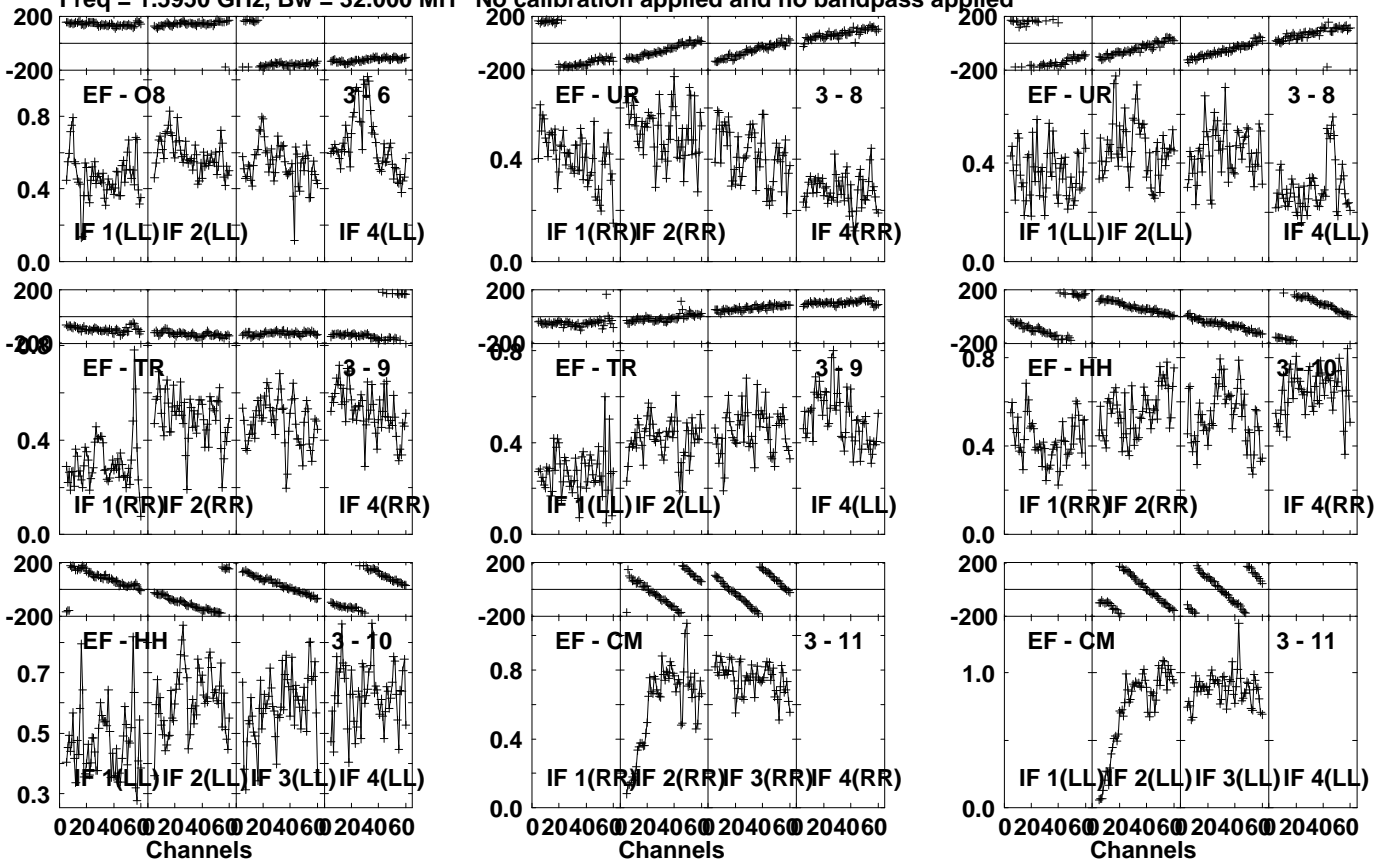 Freq = 1.5950 GHz, Bw = 32.000 MH No calibration applied and no bandpass applied
200
-200
EF - O8 3 - 6
0.8
0.4
0.0
IF 1(LL) IF 2(LL) IF 4(LL)
EF - UR 3 - 8
0.4
0.0
IF 1(RR) IF 2(RR) IF 4(RR)
EF - UR 3 - 8
0.4
0.0
IF 1(LL) IF 2(LL) IF 4(LL)
200
-200
0.8
EF - TR 3 - 9
0.4
0.0
IF 1(RR) IF 2(RR) IF 4(RR)
200
-200
0.8
EF - TR 3 - 9
0.4
0.0
IF 1(LL) IF 2(LL) IF 4(LL)
200
-200
0.8
EF - HH 3 - 10
0.4
0.0
IF 1(RR) IF 2(RR) IF 4(RR)
200
-200
EF - HH 3 - 10
0.7
0.5
0.3
IF 1(LL) IF 2(LL) IF 3(LL) IF 4(LL)
0 20 40 60 0 20 40 60 0 20 40 60 0 20 40 60
Channels
200
-200
EF - CM 3 - 11
0.8
0.4
0.0
IF 1(RR) IF 2(RR) IF 3(RR) IF 4(RR)
0 20 40 60 0 20 40 60 0 20 40 60 0 20 40 60
Channels
200
-200
EF - CM 3 - 11
1.0
0.0
IF 1(LL) IF 2(LL) IF 3(LL) IF 4(LL)
0 20 40 60 0 20 40 60 0 20 40 60 0 20 40 60
Channels